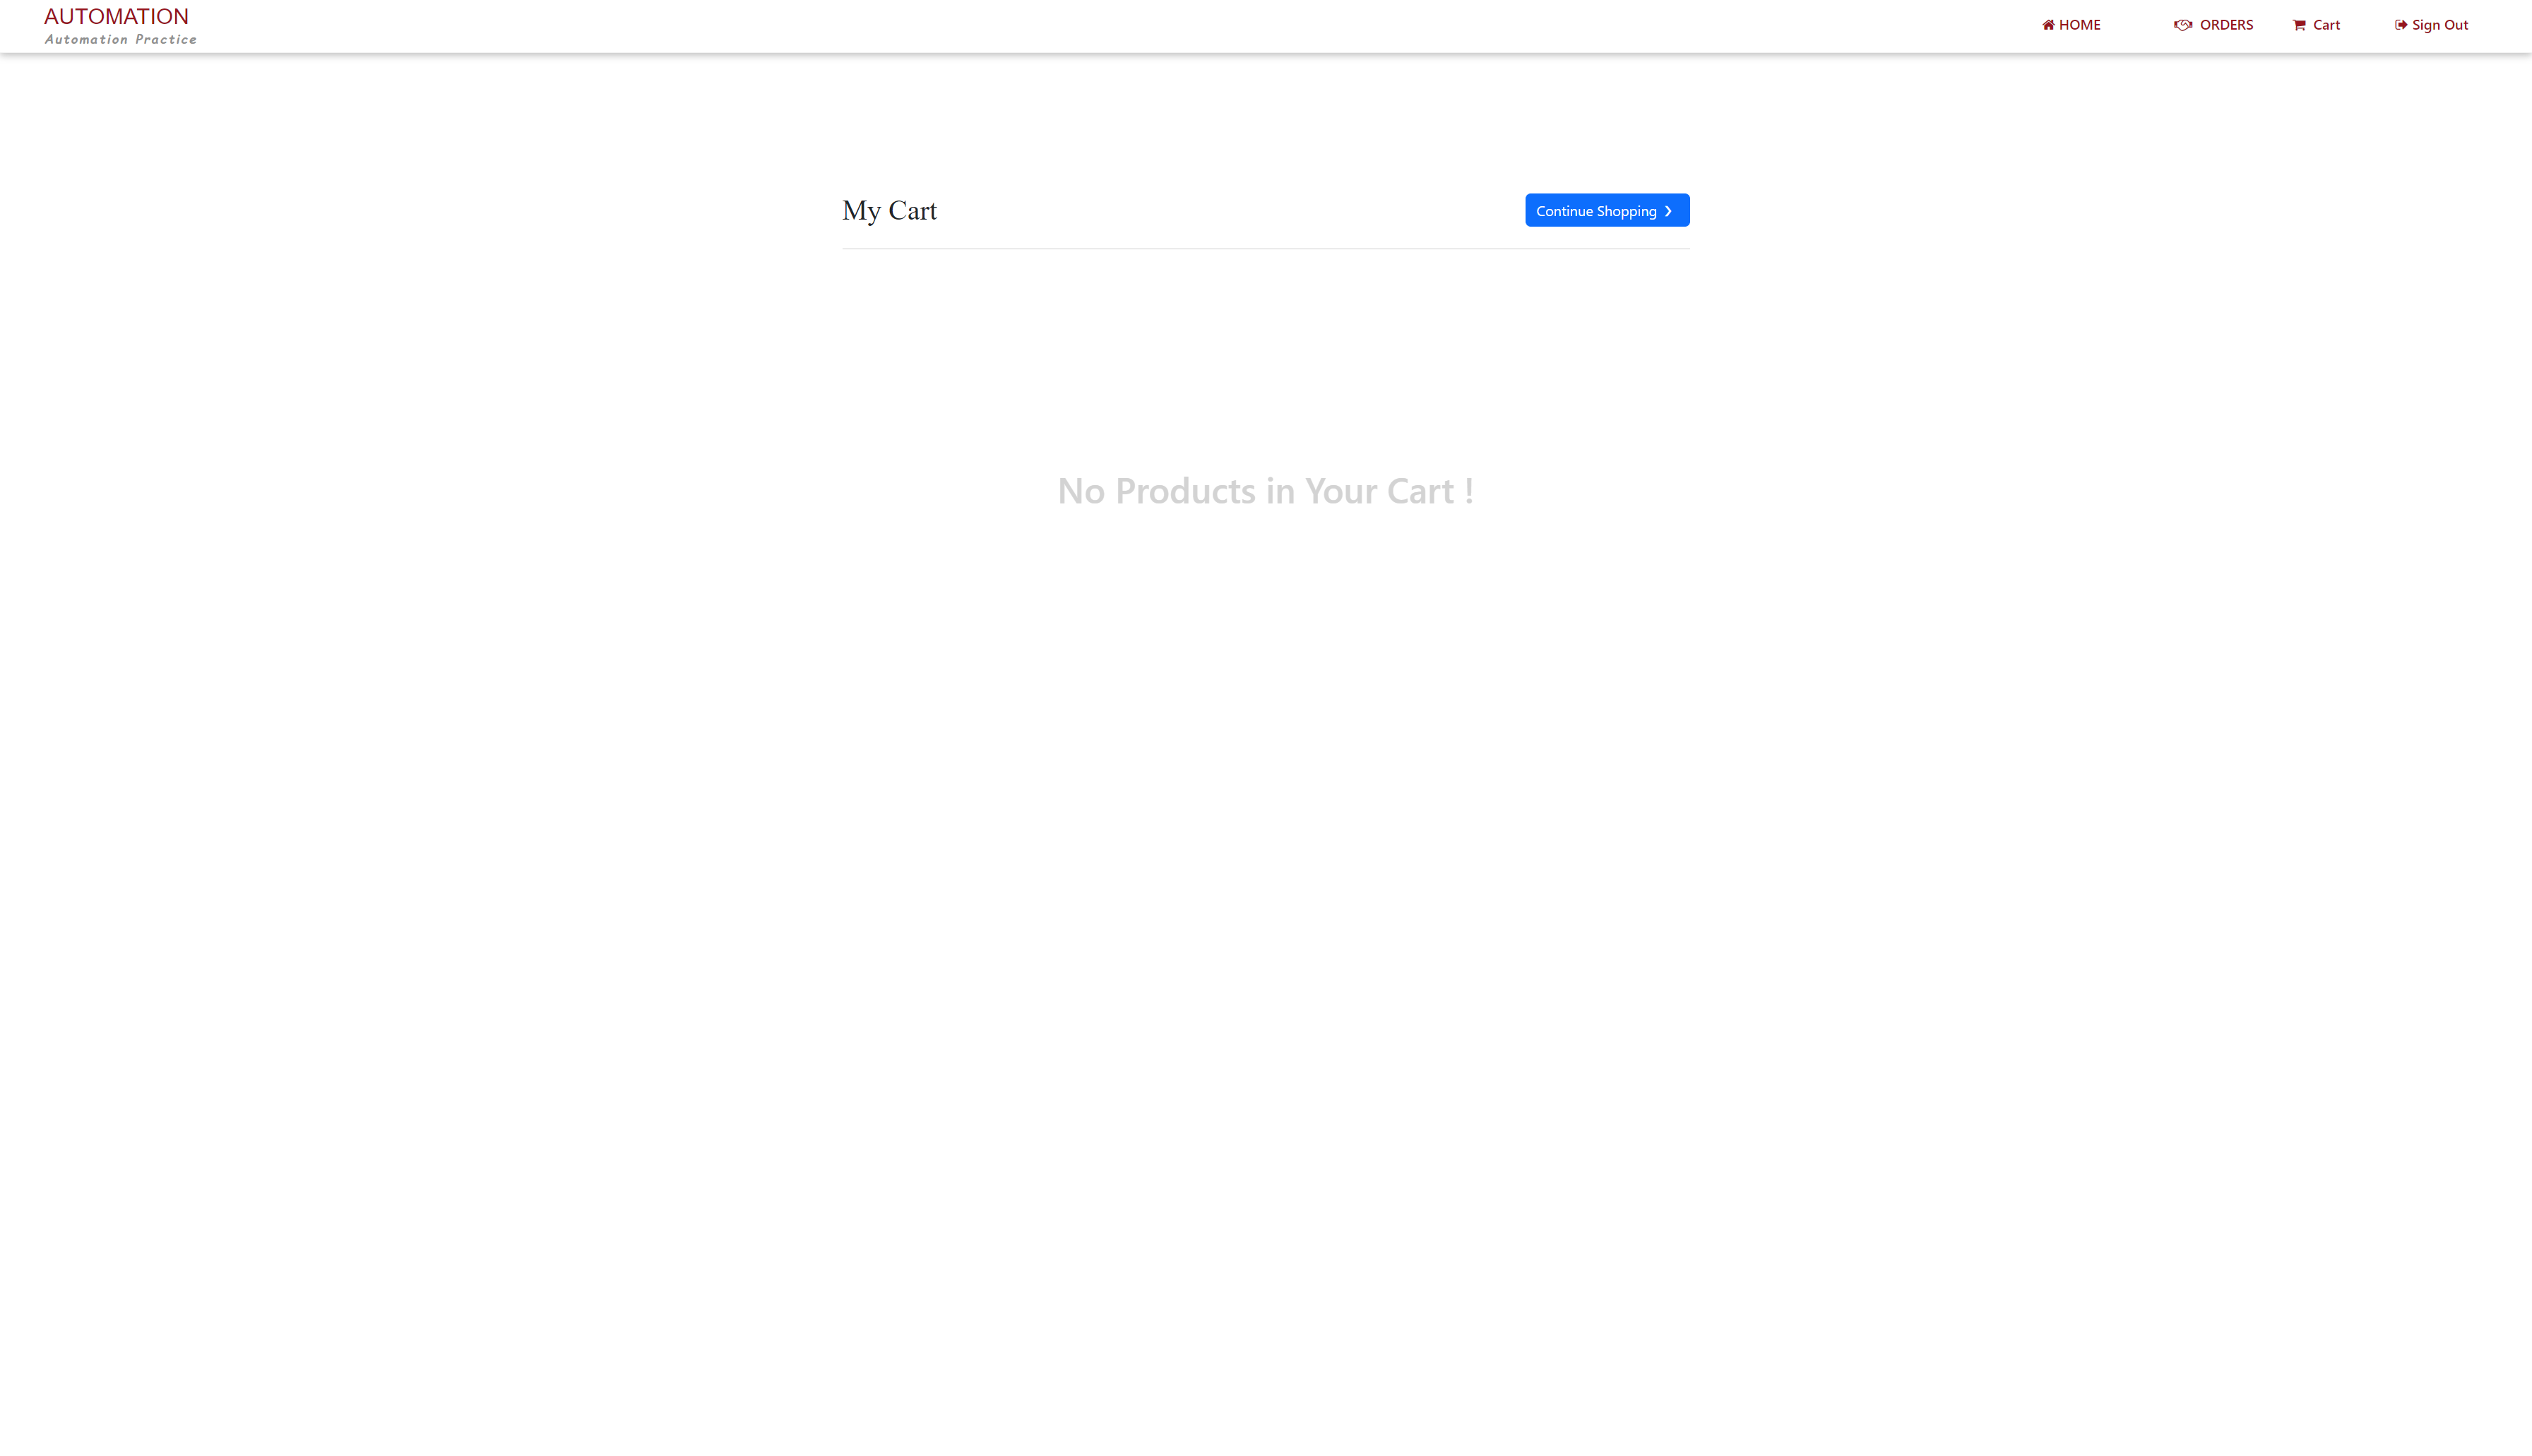 AUTOMATION
Automation Practice
HOME
ORDERS
Cart
Sign Out
My Cart
Continue Shopping
No Products in Your Cart !